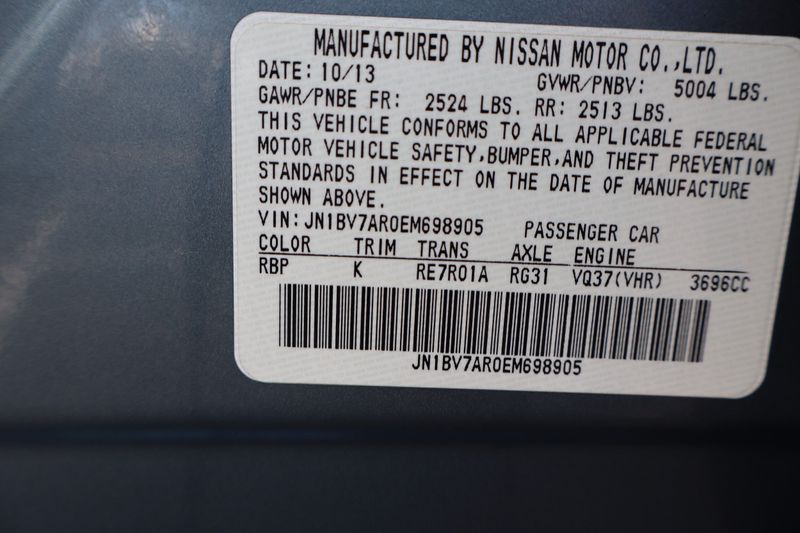 MANUFACTURED BY NISSAN MOTOR CO.,LTD.
DATE: 10/13 GVWR/PNBV: 5004 LBS.
GAWR/PNBE FR: 2524 LBS. RR: 2513 LBS.
THIS VEHICLE CONFORMS TO ALL APPLICABLE FEDERAL
MOTOR VEHICLE SAFETY,BUMPER,AND THEFT PREVENTION
STANDARDS IN EFFECT ON THE DATE OF MANUFACTURE
SHOWN ABOVE.
VIN: JN1BV7AR0EM698905 PASSENGER CAR
COLOR TRIM TRANS AXLE ENGINE
RBP K RE7R01A RG31 VQ37(VHR) 3696CC
JN1BV7AR0EM698905